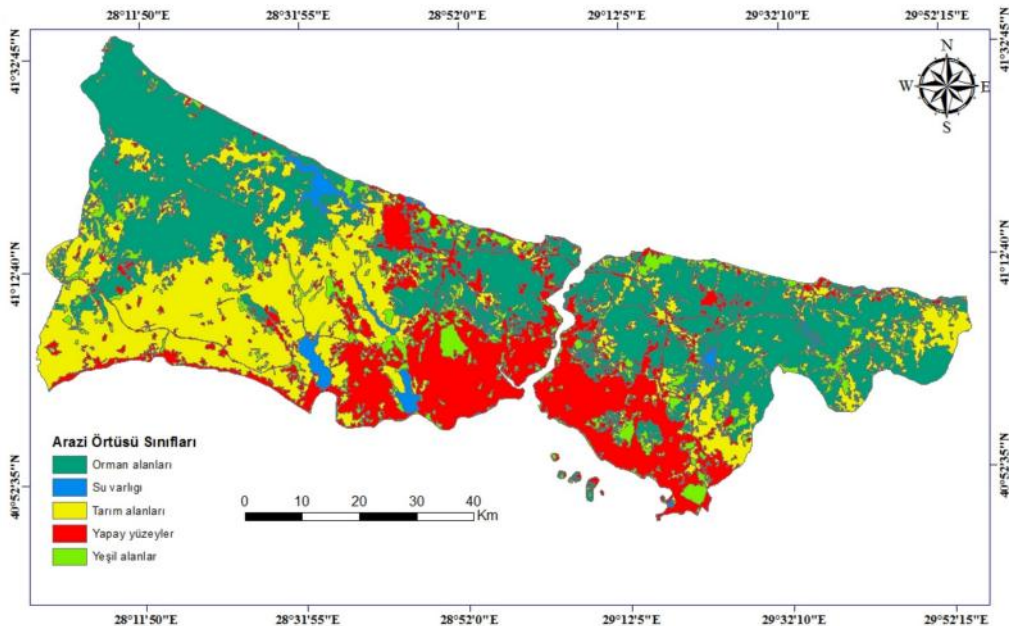 28°11'50"E 28°31'55"E 28°52'0"E 29°12'5"E 29°32'10"E 29°52'15"E
41°32'45"N
41°32'45"N
N
W
E
S
41°12'40"N
41°12'40"N
40°52'35"N
40°52'35"N
Arazi Örtüsü Sınıfları
Orman alanları
Su varlıgı
Tarım alanları
Yapay yüzeyler
Yeşil alanlar
0 10 20 30 40
Km
28°11'50"E 28°31'55"E 28°52'0"E 29°12'5"E 29°32'10"E 29°52'15"E